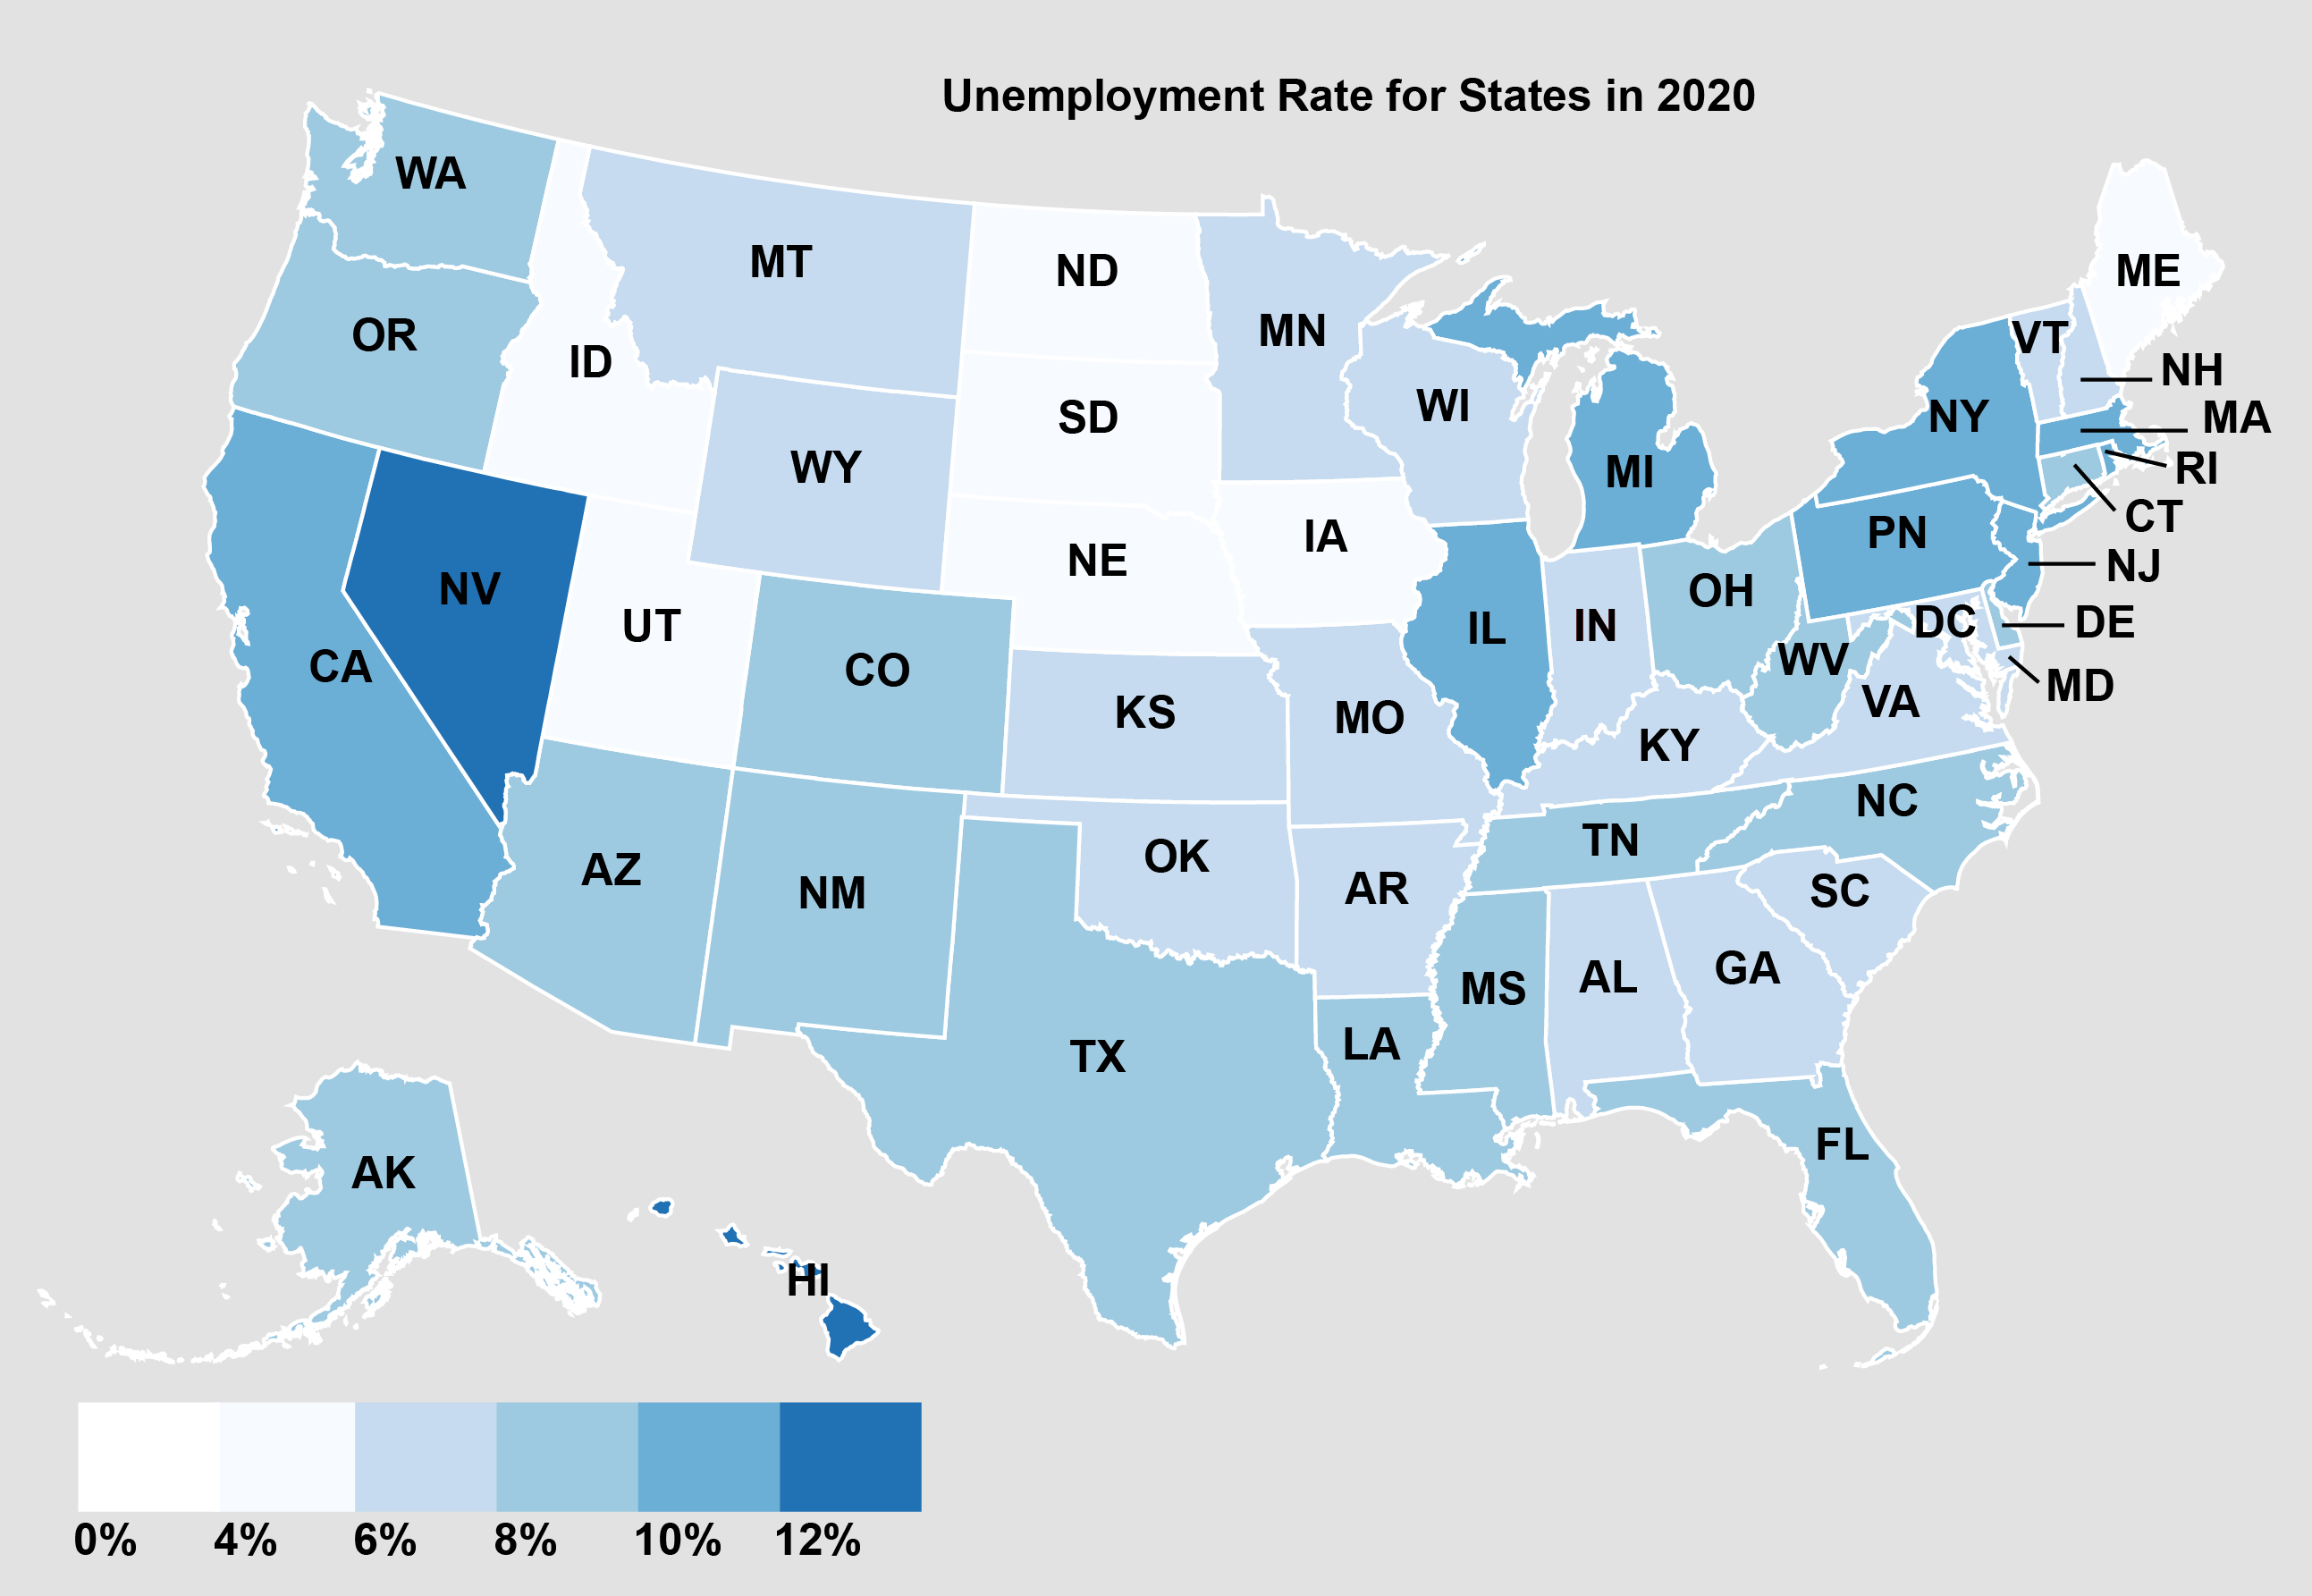 Unemployment Rate for States in 2020
WA
MT
ND
ME
OR
ID
MN
VT
NH
WI
NY
MA
SD
MI
RI
WY
CT
IA
PN
NE
NV
NJ
OH
UT
IL
IN
DC
DE
CA
CO
WV
MD
KS
MO
KY
VA
NC
AZ
NM
OK
AR
TN
SC
MS
AL
GA
TX
LA
AK
FL
HI
0% 4% 6% 8% 10% 12%